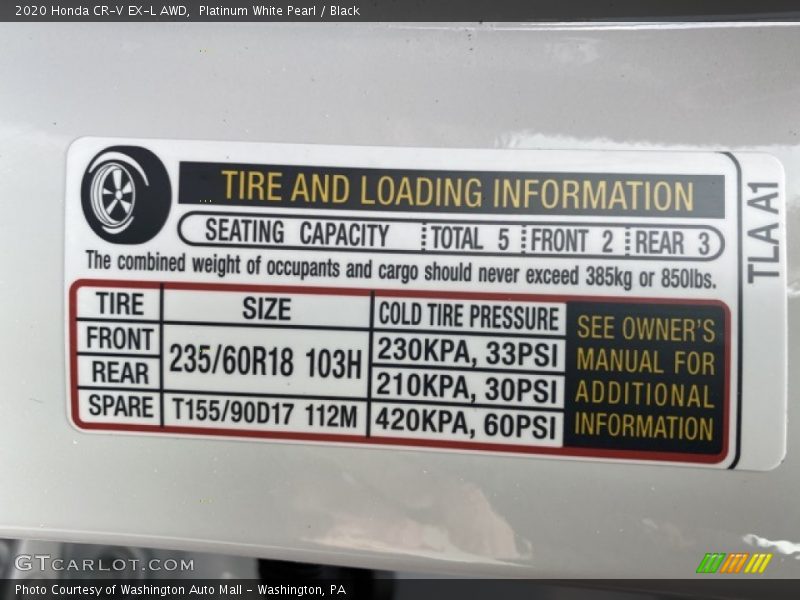 2020 Honda CR-V EX-L AWD, Platinum White Pearl / Black
TIRE AND LOADING INFORMATION
SEATING CAPACITY TOTAL 5 FRONT 2 REAR 3
The combined weight of occupants and cargo should never exceed 385kg or 850lbs.
TIRE SIZE COLD TIRE PRESSURE
FRONT 235/60R18 103H 230KPA, 33PSI
REAR 210KPA, 30PSI
SPARE T155/90D17 112M 420KPA, 60PSI
SEE OWNER'S
MANUAL FOR
ADDITIONAL
INFORMATION
TLA A1
GTCARLOT.COM
Photo Courtesy of Washington Auto Mall - Washington, PA